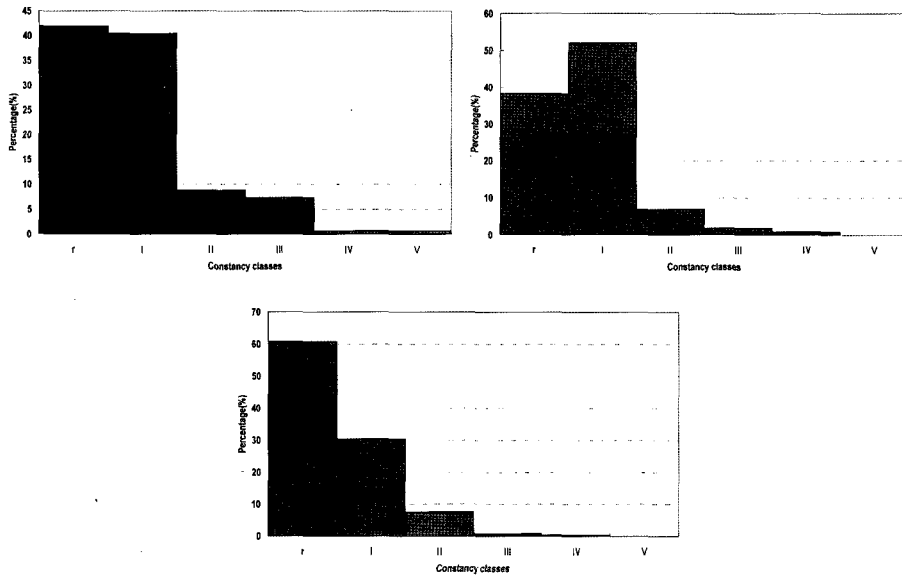 45
40
35
30
25
20
15
10
5
0
Percentage(%)
r I II III IV V
Constancy classes
60
50
40
30
20
10
0
Percentage(%)
r I II III IV V
Constancy classes
70
60
50
40
30
20
10
0
Percentage(%)
r I II III IV V
Constancy classes